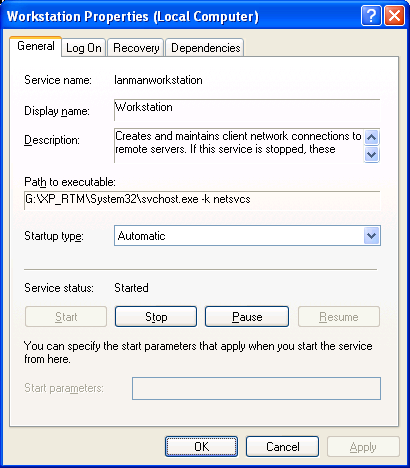 Workstation Properties (Local Computer)
General Log On Recovery Dependencies
Service name: lanmanworkstation
Display name: Workstation
Description: Creates and maintains client network connections to
remote servers. If this service is stopped, these
Path to executable:
G:\XP_RTM\System32\svchost.exe -k netsvcs
Startup type: Automatic
Service status: Started
Start Stop Pause Resume
You can specify the start parameters that apply when you start the service
from here.
Start parameters:
OK Cancel Apply